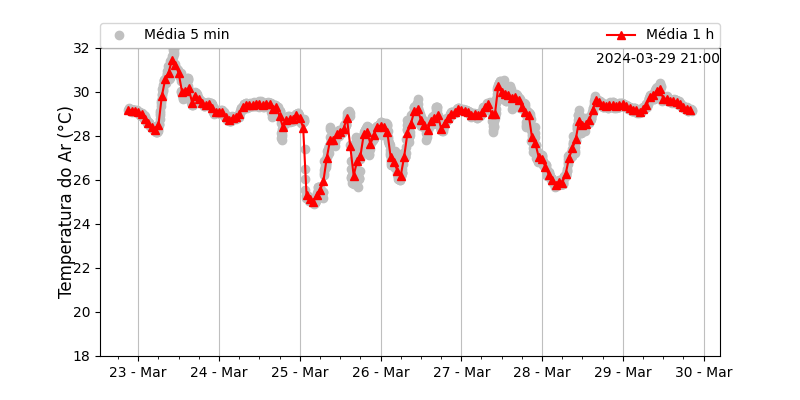 Média 5 min
Média 1 h
2024-03-29 21:00
Temperatura do Ar (°C)
32
30
28
26
24
22
20
18
23 - Mar
24 - Mar
25 - Mar
26 - Mar
27 - Mar
28 - Mar
29 - Mar
30 - Mar